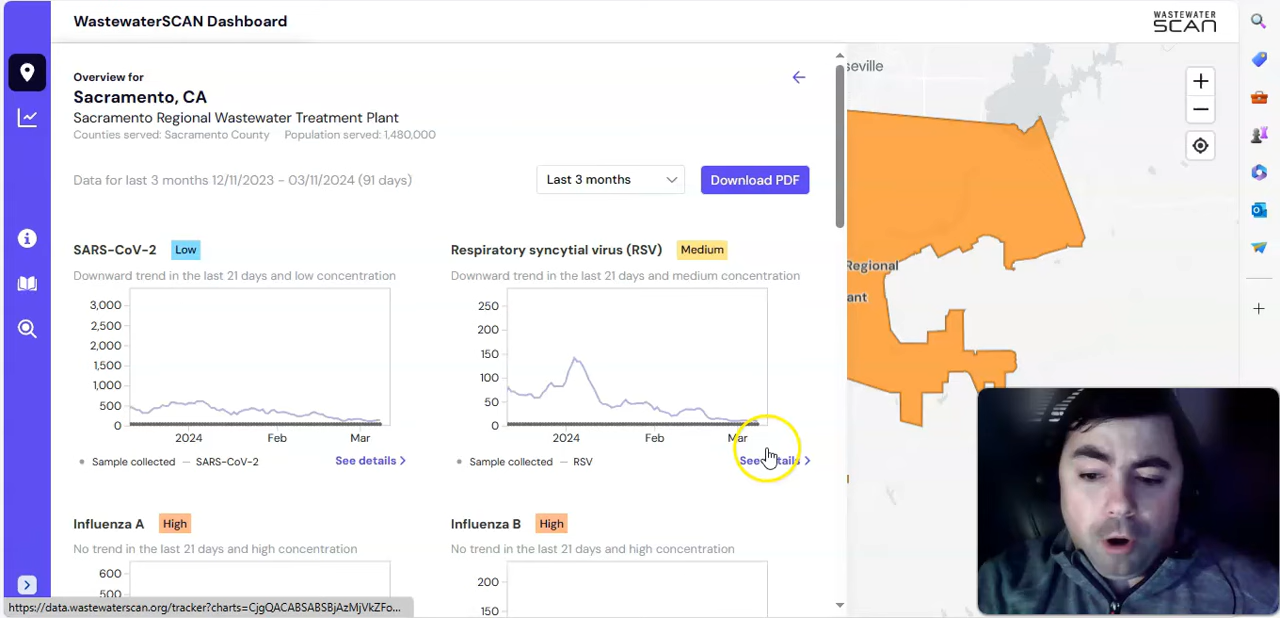 WastewaterSCAN Dashboard
WASTEWATER
SCAN
Overview for
Sacramento, CA
Sacramento Regional Wastewater Treatment Plant
Counties served: Sacramento County Population served: 1,480,000
Data for last 3 months 12/11/2023 - 03/11/2024 (91 days)
Last 3 months
Download PDF
SARS-CoV-2 Low
Downward trend in the last 21 days and low concentration
3,000
2,500
2,000
1,500
1,000
500
0
2024 Feb Mar
Sample collected SARS-CoV-2
See details
Respiratory syncytial virus (RSV) Medium
Downward trend in the last 21 days and medium concentration
250
200
150
100
50
0
2024 Feb Mar
Sample collected RSV
See details
Influenza A High
No trend in the last 21 days and high concentration
600
500
Influenza B High
No trend in the last 21 days and high concentration
200
150
seville
Regional
ant
https://data.wastewaterscan.org/tracker?charts=CjgQACABSABSBjAzMjVkZFo...